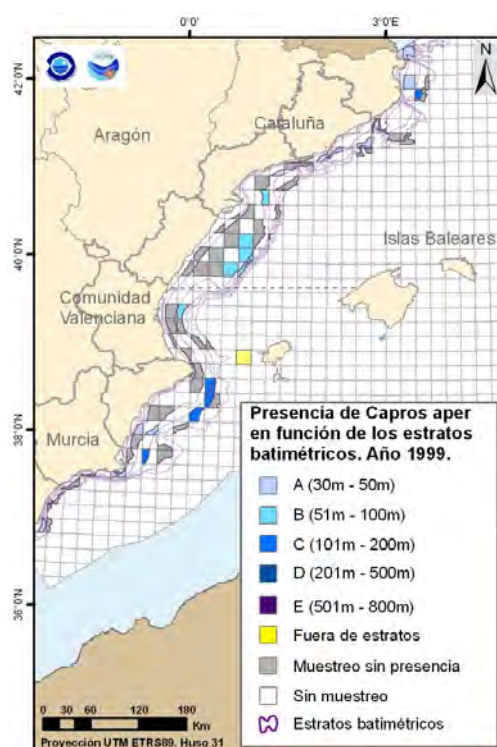 0°0' 3°0'E
N
42°0'N
Aragón
Cataluña
Islas Baleares
40°0'N
Comunidad
Valenciana
38°0'N
Murcia
36°0'N
Presencia de Capros aper
en función de los estratos
batimétricos. Año 1999.
A (30m - 50m)
B (51m - 100m)
C (101m - 200m)
D (201m - 500m)
E (501m - 800m)
Fuera de estratos
Muestreo sin presencia
Sin muestreo
Estratos batimétricos
0 30 60 120 180
Km
Proyección UTM ETRS89. Huso 31